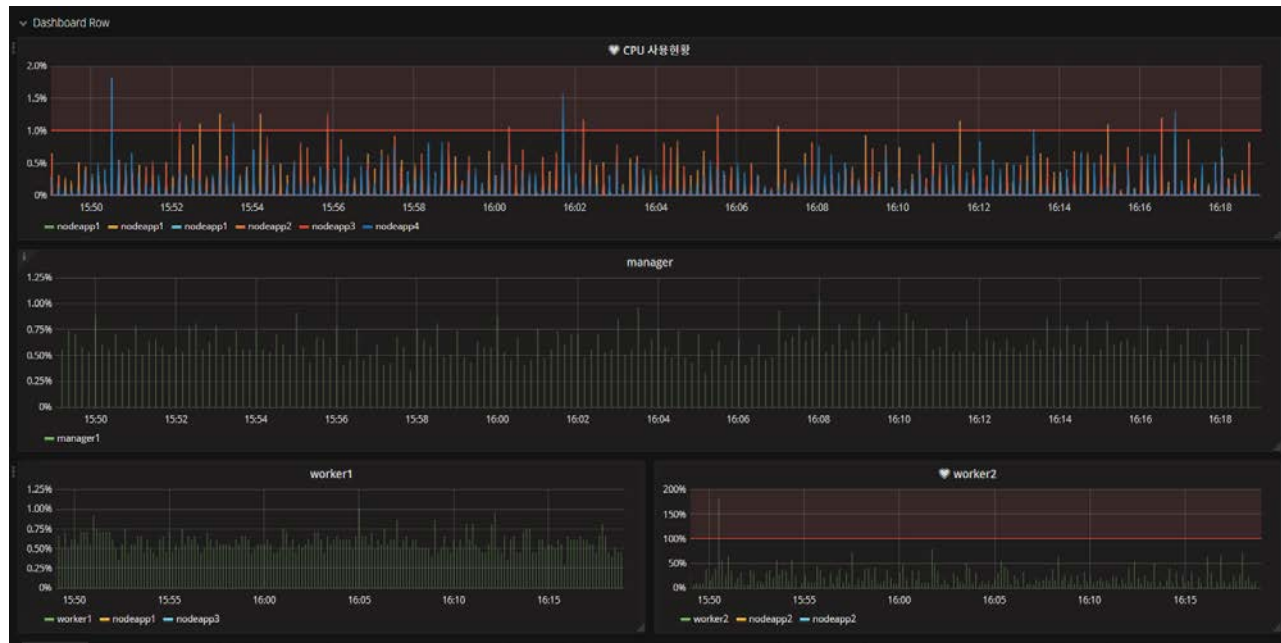 Dashboard Row
CPU 사용현황
2.0%
1.5%
1.0%
0.5%
0%
15:50 15:52 15:54 15:56 15:58 16:00 16:02 16:04 16:06 16:08 16:10 16:12 16:14 16:16 16:18
nodeapp1 nodeapp1 nodeapp1 nodeapp2 nodeapp3 nodeapp4
manager
1.25%
1.00%
0.75%
0.50%
0.25%
0%
15:50 15:52 15:54 15:56 15:58 16:00 16:02 16:04 16:06 16:08 16:10 16:12 16:14 16:16 16:18
manager1
worker1
1.25%
1.00%
0.75%
0.50%
0.25%
0%
15:50 15:55 16:00 16:05 16:10 16:15
worker1 nodeapp1 nodeapp3
worker2
200%
150%
100%
50%
0%
15:50 15:55 16:00 16:05 16:10 16:15
worker2 nodeapp2 nodeapp2